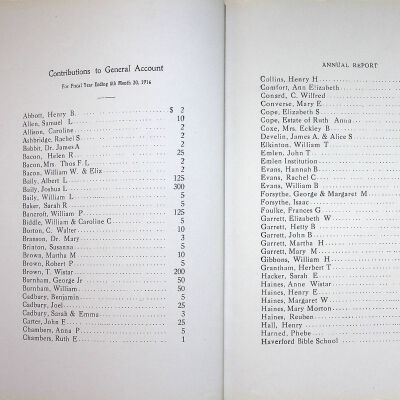 Contributions to General Account
For Fiscal Year Ending 6th Month 30, 1916
Abbott, Henry B. $ 2
Allen, Samuel L 10
Allison, Caroline 2
Ashbridge, Rachel S 5
Babbit, Dr. James A 2
Bacon, Helen R 25
Bacon, Mrs. Thos F. L 2
Bacon, William W. & Eliz 2
Baily, Albert L 125
Baily, Joshua L 300
Baily, William L 5
Baker, Sarah R 5
Bancroft, William P 125
Biddle, William & Caroline C 5
Borton, C. Walter 10
Branson, Dr. Mary 3
Brinton, Susanna 5
Brown, Martha M 10
Brown, Robert P 5
Brown, T. Wistar 200
Burnham, George Jr 50
Burnham, William 50
Cadbury, Benjamin 5
Cadbury, Joel 25
Cadbury, Sarah & Emma 3
Carter, John E 25
Chambers, Anna P 5
Chambers, Ruth E 1
ANNUAL REPORT
Collins, Henry H
Comfort, Ann Elizabeth
Conard, C. Wilfred
Converse, Mary E
Cope, Elizabeth S
Cope, Estate of Ruth Anna
Coxe, Mrs. Eckley B
Develin, James A. & Alice S
Elkinton, William T
Emlen, John T
Emlen Institution
Evans, Hannah B
Evans, Rachel C
Evans, William B
Forsythe, George & Margaret M
Forsythe, Isaac
Foulke, Frances G
Garrett, Elizabeth W
Garrett, Hetty B
Garrett, John B
Garrett, Martha H
Garrett, Mary M
Gibbons, William H
Grantham, Herbert T
Hacker, Sarah E
Haines, Anne Wistar
Haines, Henry E
Haines, Margaret W
Haines, Mary Morton
Haines, Reuben
Hall, Henry
Harned, Phebe
Haverford Bible School